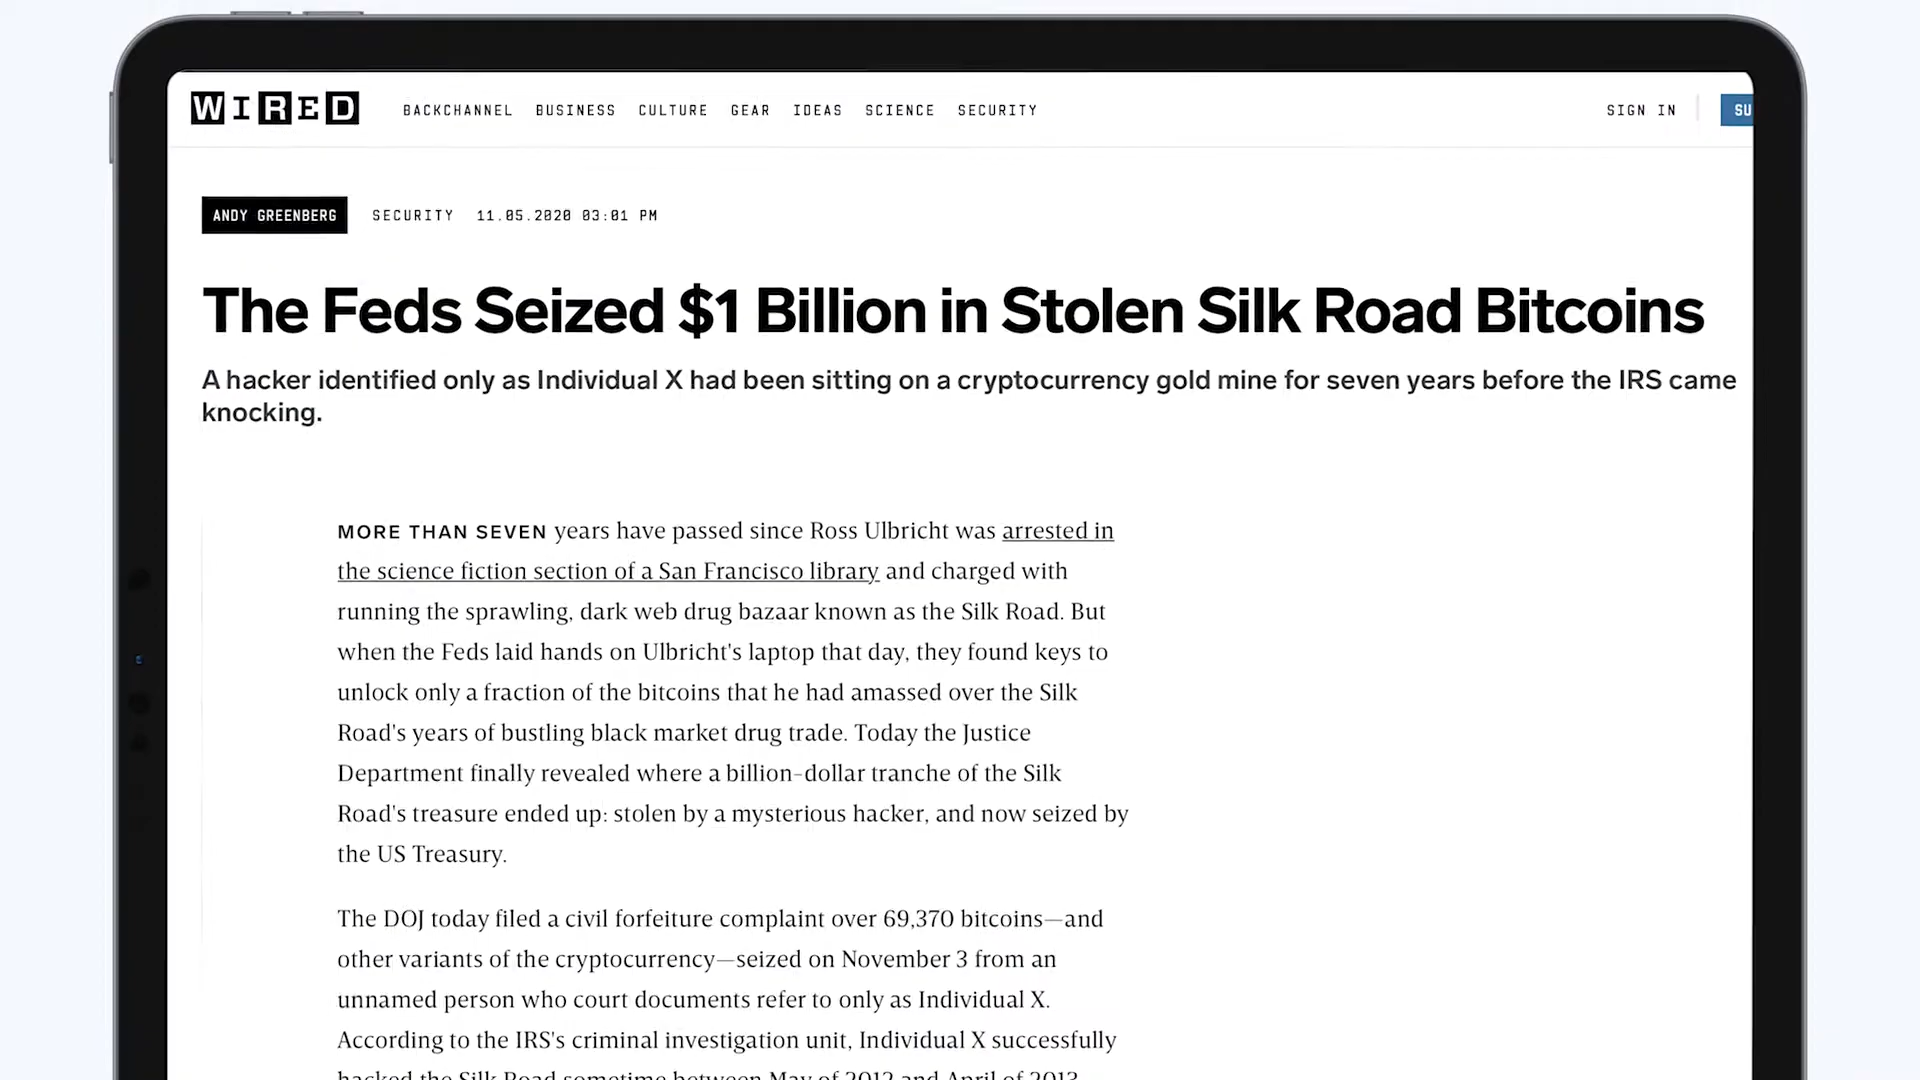 WIRED BACKCHANNEL BUSINESS CULTURE GEAR IDEAS SCIENCE SECURITY SIGN IN SU
ANDY GREENBERG SECURITY 11.05.2020 03:01 PM
The Feds Seized $1 Billion in Stolen Silk Road Bitcoins
A hacker identified only as Individual X had been sitting on a cryptocurrency gold mine for seven years before the IRS came
knocking.
MORE THAN SEVEN years have passed since Ross Ulbricht was arrested in
the science fiction section of a San Francisco library and charged with
running the sprawling, dark web drug bazaar known as the Silk Road. But
when the Feds laid hands on Ulbricht's laptop that day, they found keys to
unlock only a fraction of the bitcoins that he had amassed over the Silk
Road's years of bustling black market drug trade. Today the Justice
Department finally revealed where a billion-dollar tranche of the Silk
Road's treasure ended up: stolen by a mysterious hacker, and now seized by
the US Treasury.
The DOJ today filed a civil forfeiture complaint over 69,370 bitcoins—and
other variants of the cryptocurrency—seized on November 3 from an
unnamed person who court documents refer to only as Individual X.
According to the IRS's criminal investigation unit, Individual X successfully
hacked the Silk Road sometime between May of 2012 and April of 2013